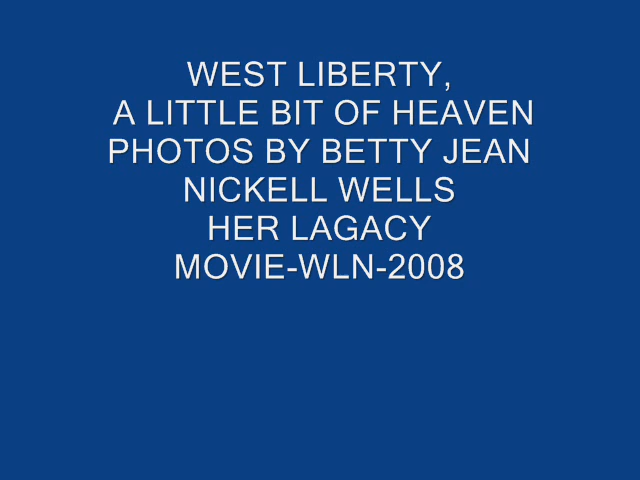 WEST LIBERTY,
A LITTLE BIT OF HEAVEN
PHOTOS BY BETTY JEAN
NICKELL WELLS
HER LAGACY
MOVIE-WLN-2008